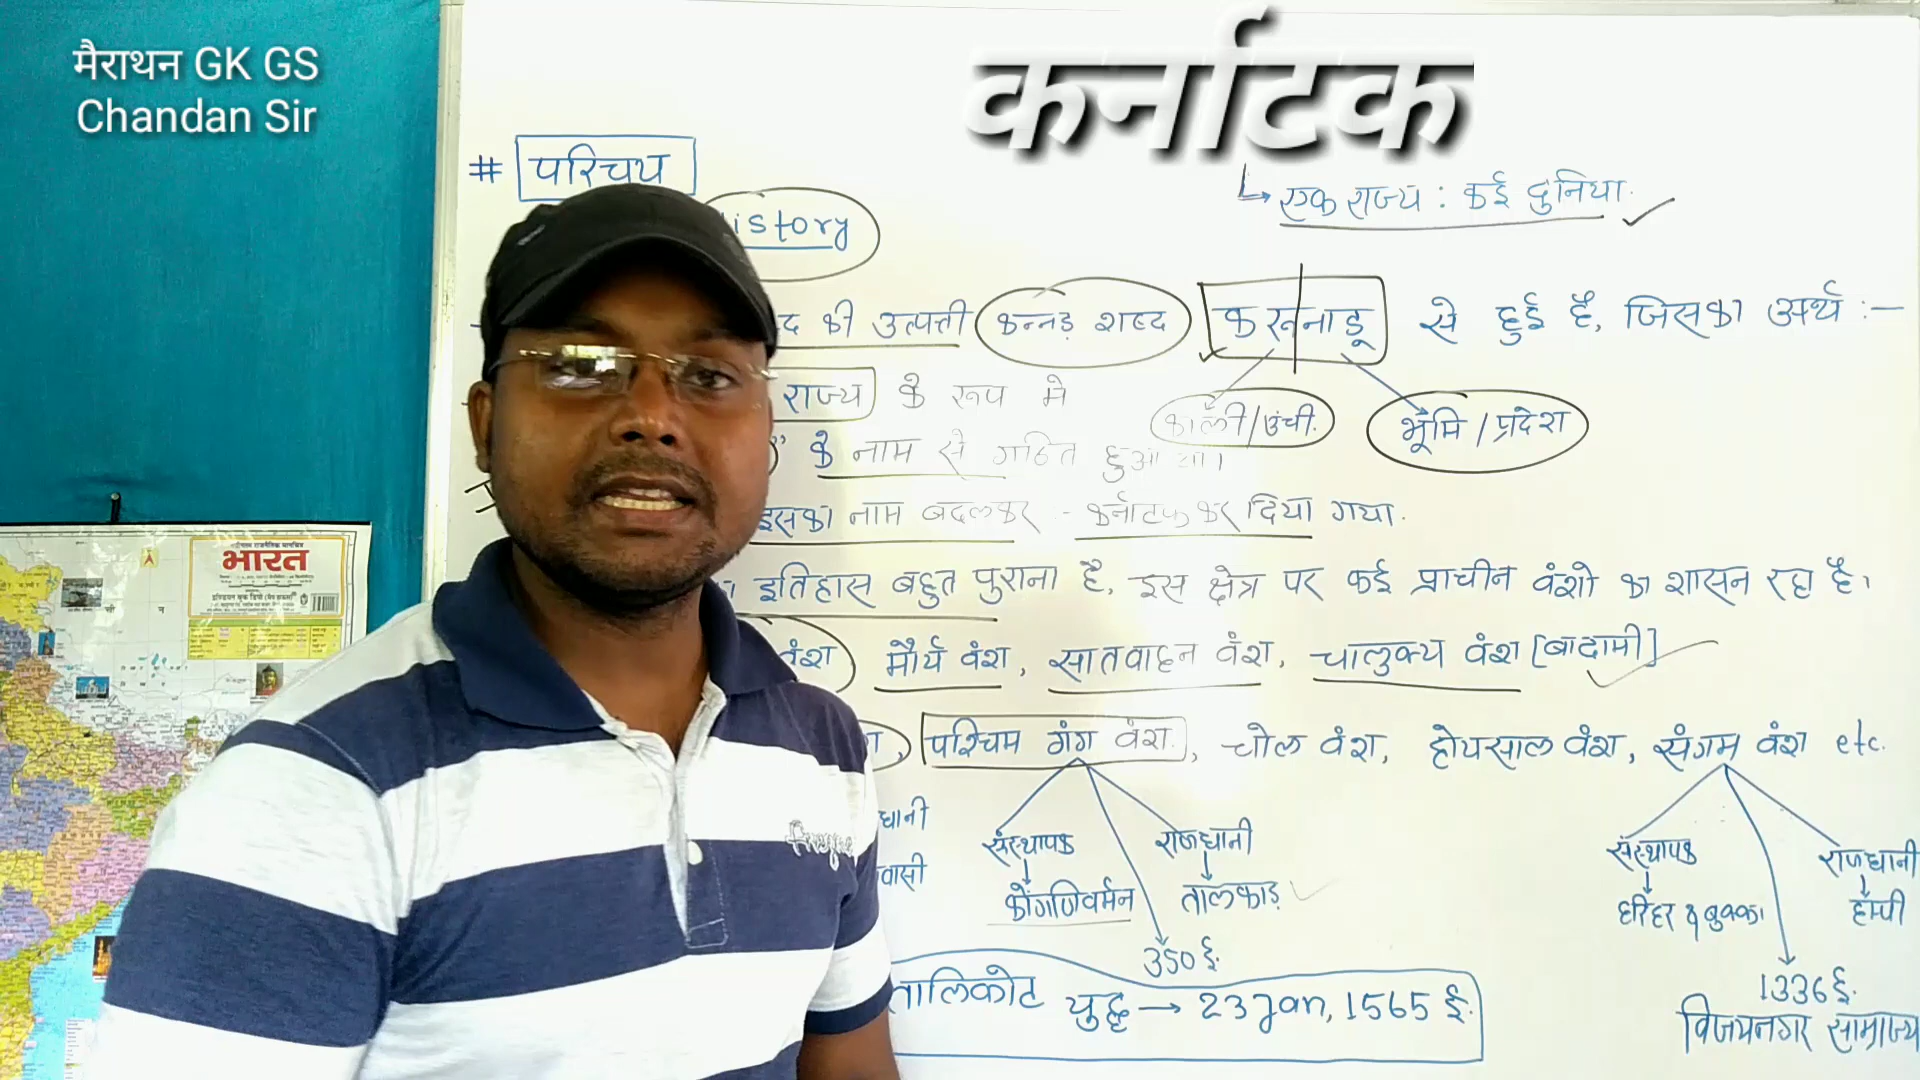 मैराथन GK GS
Chandan Sir
कर्नाटक
# परिचय
↳ एक राज्य : कई दुनिया.
istory
की उत्पत्ती कन्नड़ शब्द करूनाडू से हुई है, जिसका अर्थ :-
राज्य के रूप मे
काली/उंची.
भूमि / प्रदेश
के नाम से गठित हुआ था।
इसका नाम बदलकर :- कर्नाटक कर दिया गया.
इतिहास बहुत पुराना है, इस क्षेत्र पर कई प्राचीन वंशो का शासन रहा है।
वंश मौर्य वंश, सातवाहन वंश, चालुक्य वंश [बादामी]
पश्चिम गंग वंश, चोल वंश, होयसाल वंश, संगम वंश etc.
धानी
संस्थापक
राजधानी
संस्थापक
राजधानी
वासी
कोंगणिवर्मन
तालकाड़
हरिहर & बुक्का
हम्पी
350 ई.
1336 ई.
तालिकोट युद्ध → 23 Jan, 1565 ई.
विजयनगर साम्राज्य
भारत